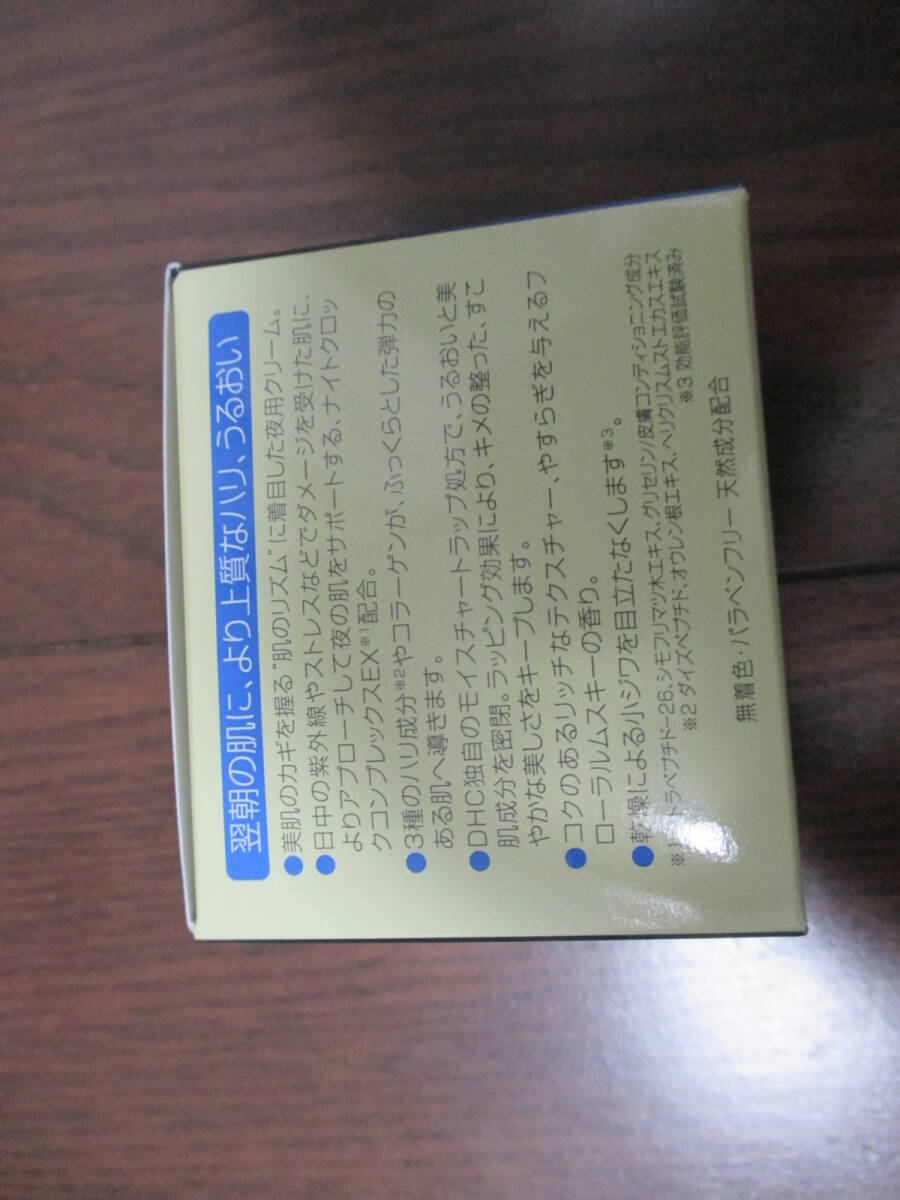 翌朝の肌に、より上質なハリ、うるおい
●美肌のカギを握る"肌のリズム"に着目した夜用クリーム。
●日中の紫外線やストレスなどでダメージを受けた肌に、
よりアプローチして夜の肌をサポートする、ナイトクロッ
クコンプレックスEX※1配合。
●3種のハリ成分※2やコラーゲンが、ふっくらとした弾力の
ある肌へ導きます。
●DHC独自のモイスチャートラップ処方で、うるおいと美
肌成分を密閉。ラッピング効果により、キメの整った、すこ
やかな美しさをキープします。
●コクのあるリッチなテクスチャー、やすらぎを与えるフ
ローラルムスキーの香り。
●乾燥による小ジワを目立たなくします※3。
※1 テトラペプチド-26、シモフリマツ木エキス、グリセリン/皮膚コンディショニング成分
※2 ダイズペプチド、オウレン根エキス、ヘリクリスムストエカスエキス
※3 効能評価試験済み
無着色・パラベンフリー 天然成分配合